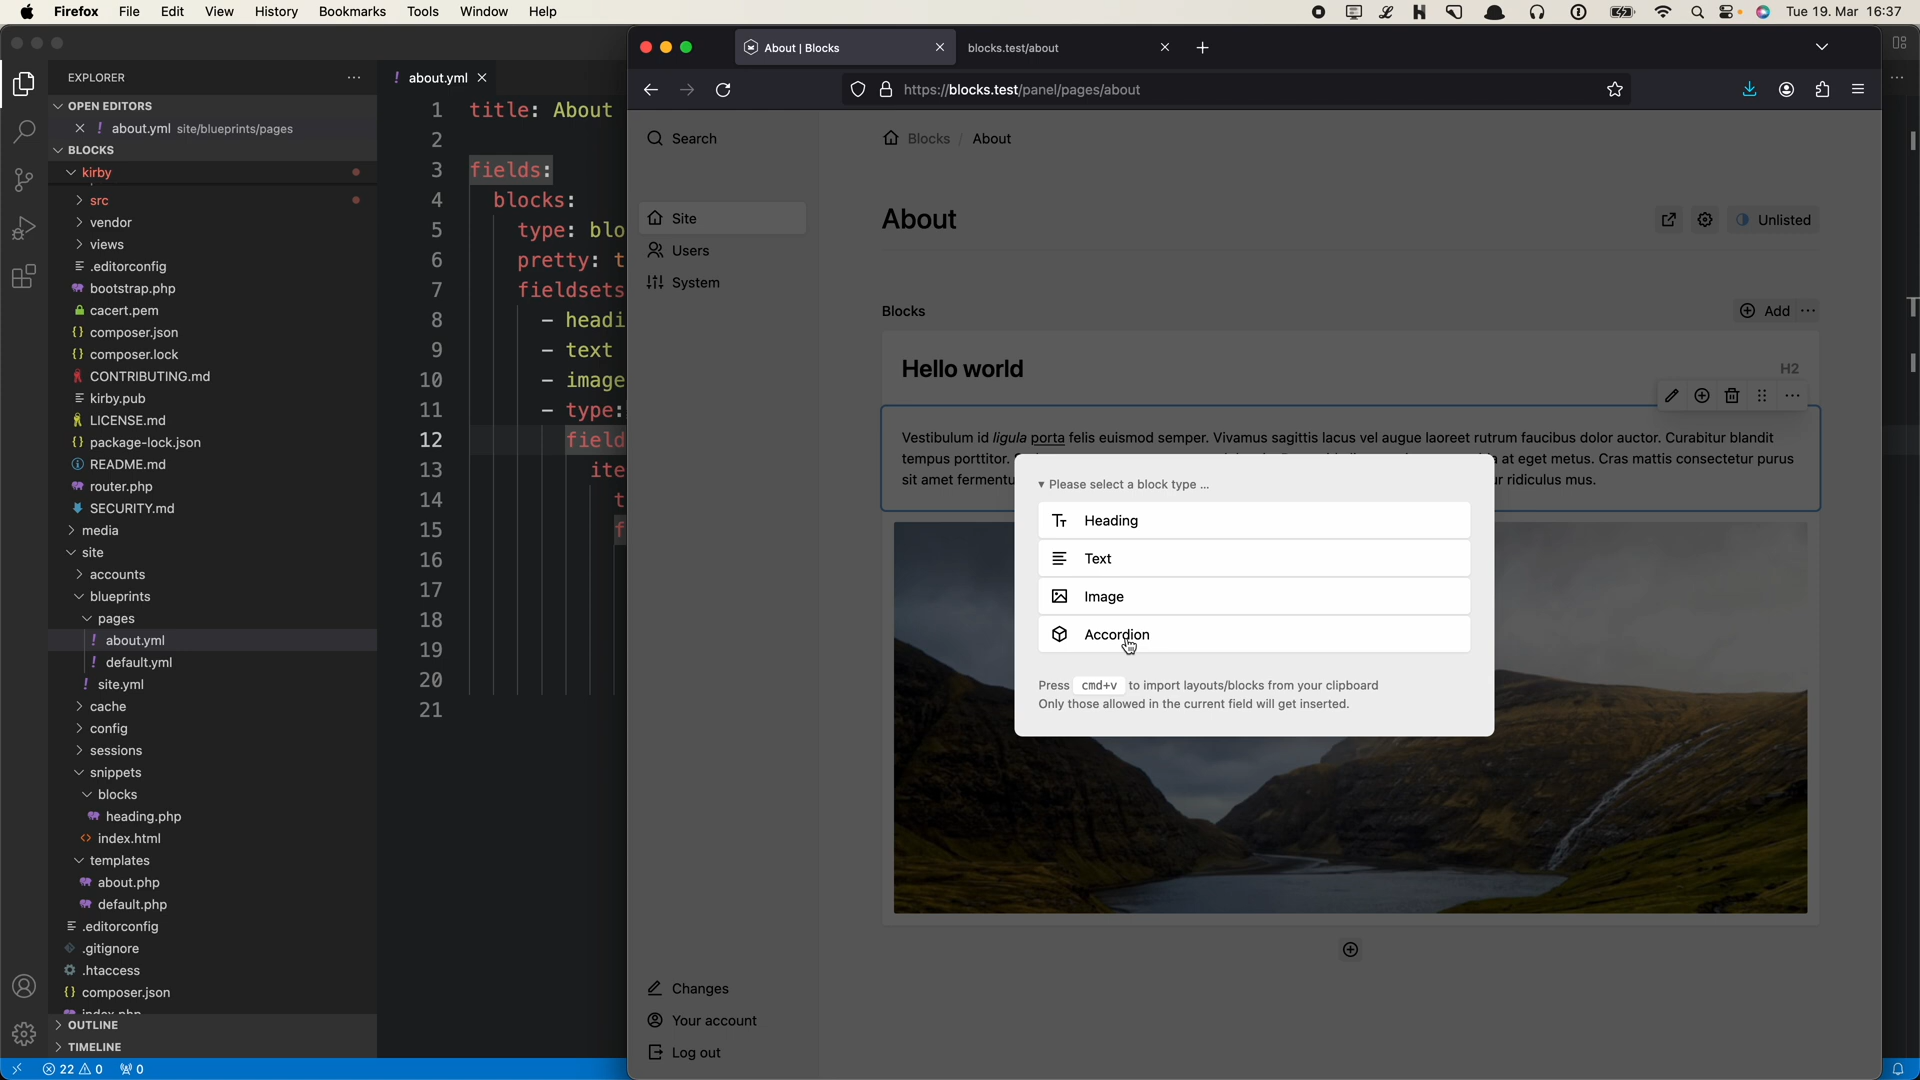 Firefox File Edit View History Bookmarks Tools Window Help Tue 19. Mar 16:37
EXPLORER
OPEN EDITORS
about.yml site/blueprints/pages
BLOCKS
kirby
src
vendor
views
.editorconfig
bootstrap.php
cacert.pem
composer.json
composer.lock
CONTRIBUTING.md
kirby.pub
LICENSE.md
package-lock.json
README.md
router.php
SECURITY.md
media
site
accounts
blueprints
pages
about.yml
default.yml
site.yml
cache
config
sessions
snippets
blocks
heading.php
index.html
templates
about.php
default.php
.editorconfig
.gitignore
.htaccess
composer.json
OUTLINE
TIMELINE
22 0 0
about.yml
1 title: About
2
3 fields:
4 blocks:
5 type: blo
6 pretty: t
7 fieldsets
8 - headi
9 - text
10 - image
11 - type:
12 field
13 ite
14 t
15 f
16
17
18
19
20
21
About | Blocks
blocks.test/about
https://blocks.test/panel/pages/about
Search
Site
Users
System
Changes
Your account
Log out
Blocks / About
About
Unlisted
Blocks
Add
Hello world
H2
Vestibulum id ligula porta felis euismod semper. Vivamus sagittis lacus vel augue laoreet rutrum faucibus dolor auctor. Curabitur blandit
tempus porttitor. at eget metus. Cras mattis consectetur purus
sit amet fermentu ur ridiculus mus.
Please select a block type ...
Heading
Text
Image
Accordion
Press cmd+v to import layouts/blocks from your clipboard
Only those allowed in the current field will get inserted.